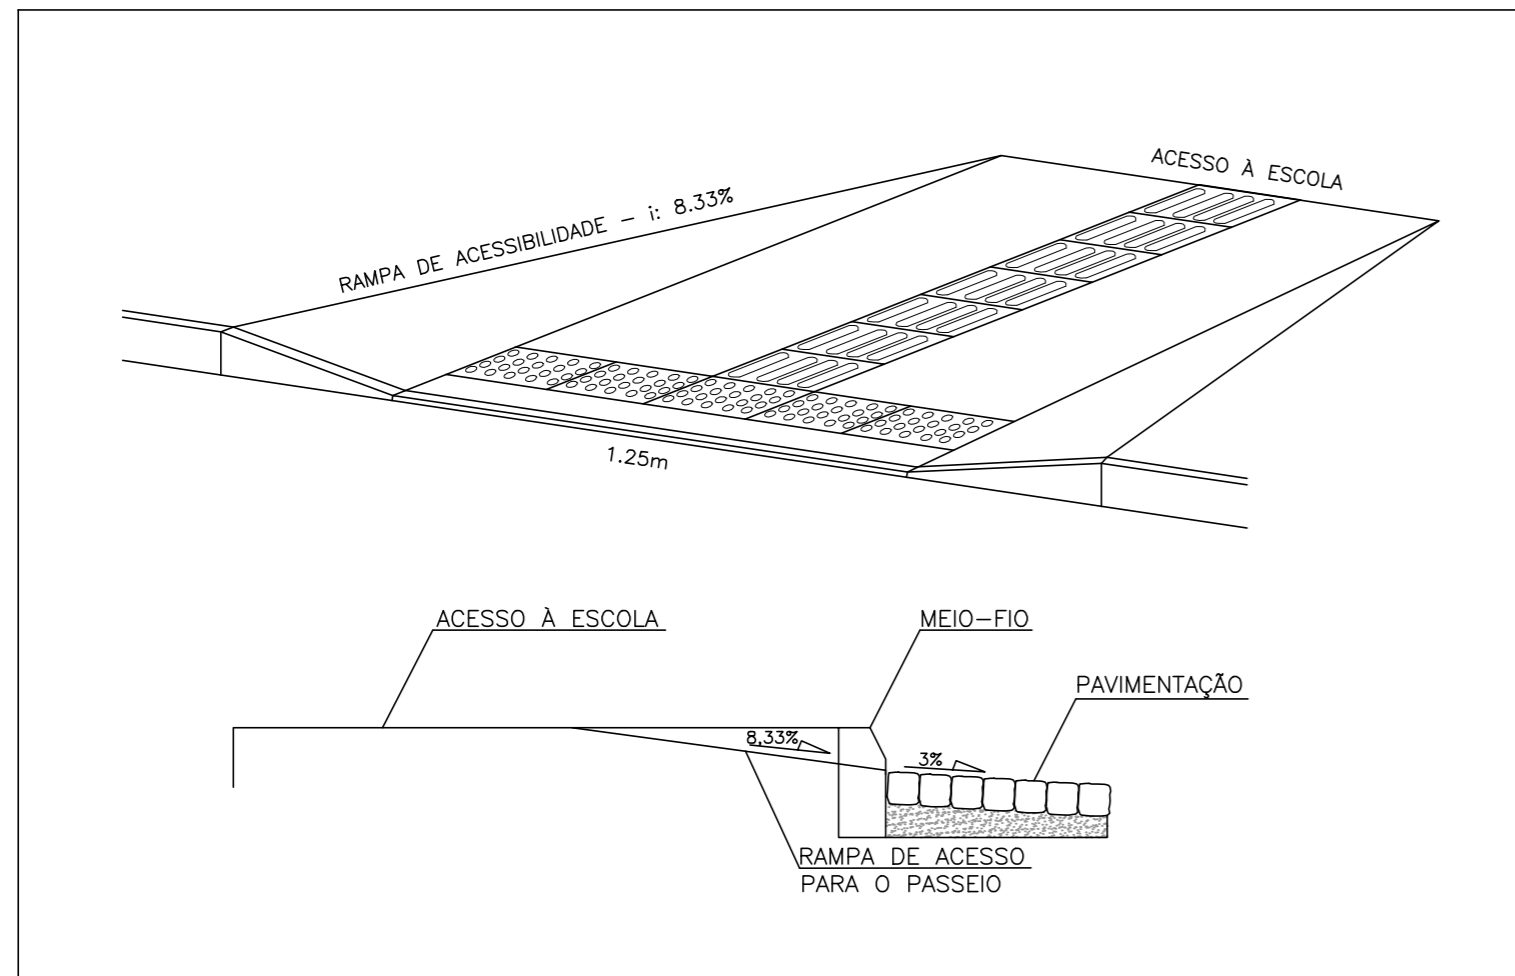 ACESSO À ESCOLA
RAMPA DE ACESSIBILIDADE - i: 8.33%
1.25m
ACESSO À ESCOLA
MEIO-FIO
PAVIMENTAÇÃO
8,33%
3%
RAMPA DE ACESSO
PARA O PASSEIO